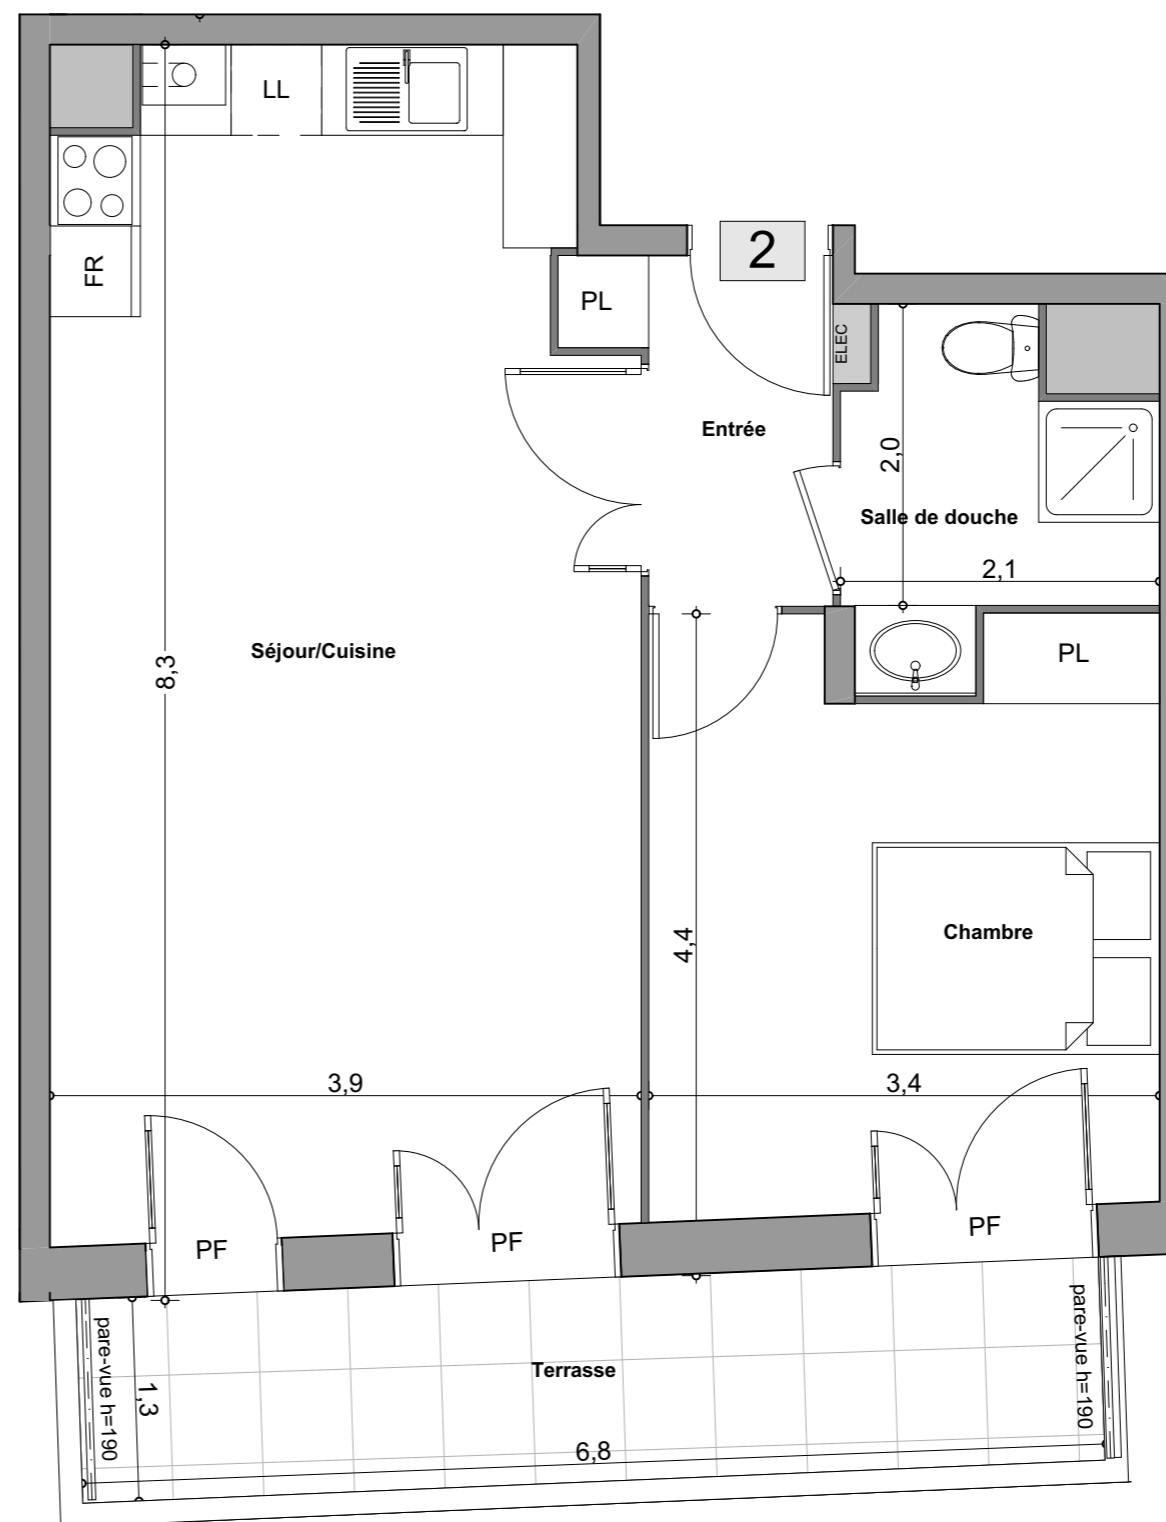 LL
2
FR
PL
ELEC
Entrée
2,0
Salle de douche
2,1
Séjour/Cuisine
8,3
PL
4,4
Chambre
3,9
3,4
PF
PF
PF
pare-vue h=190
1,3
Terrasse
pare-vue h=190
6,8